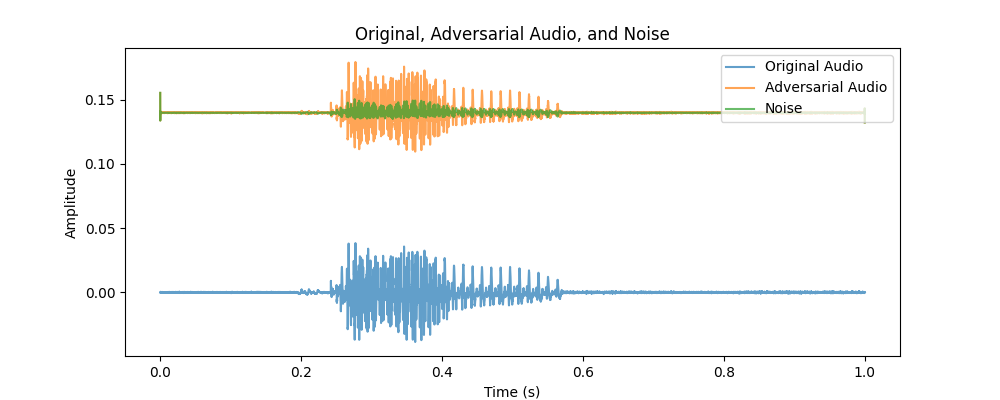 Original, Adversarial Audio, and Noise
Original Audio
Adversarial Audio
Noise
Amplitude
0.15
0.10
0.05
0.00
0.0 0.2 0.4 0.6 0.8 1.0
Time (s)